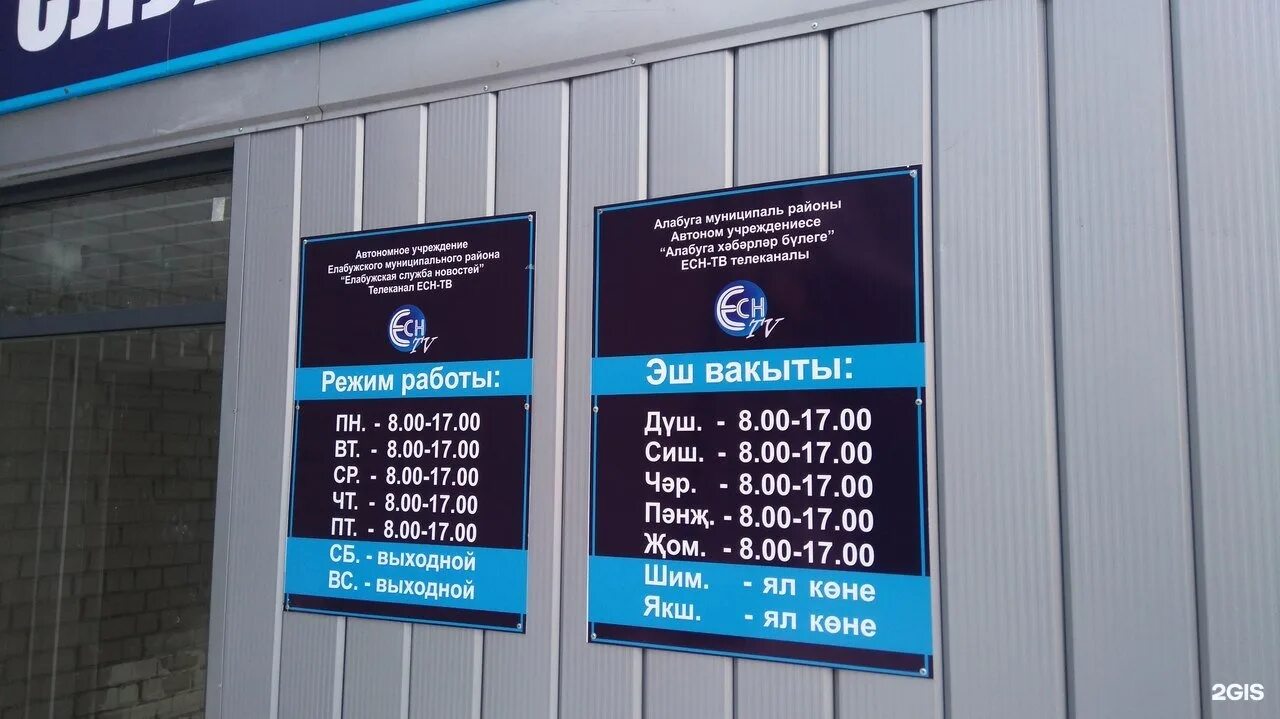 Автономное учреждение
Елабужского муниципального района
“Елабужская служба новостей”
Телеканал ЕСН-ТВ
ЕСН
TV
Режим работы:
ПН. - 8.00-17.00
ВТ. - 8.00-17.00
СР. - 8.00-17.00
ЧТ. - 8.00-17.00
ПТ. - 8.00-17.00
СБ. - выходной
ВС. - выходной
Алабуга муниципаль районы
Автоном учреждениесе
“Алабуга хәбәрләр бүлеге”
ЕСН-ТВ телеканалы
ЕСН
TV
Эш вакыты:
Дүш. - 8.00-17.00
Сиш. - 8.00-17.00
Чәр. - 8.00-17.00
Пәнҗ. - 8.00-17.00
Җом. - 8.00-17.00
Шим. - ял көне
Якш. - ял көне
2GIS